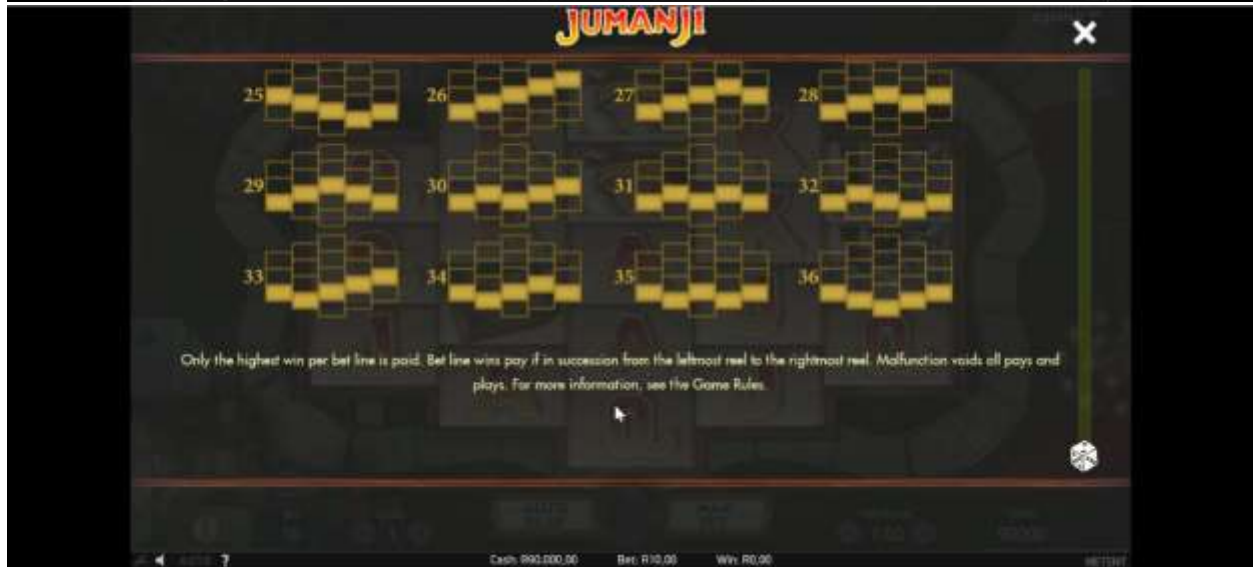 JUMANJI
25 26 27 28
29 30 31 32
33 34 35 36
Only the highest win per bet line is paid. Bet line wins pay if in succession from the leftmost reel to the rightmost reel. Malfunction voids all pays and
plays. For more information, see the Game Rules.
Cash: R90.000,00 Bet: R10,00 Win: R0,00 NETENT